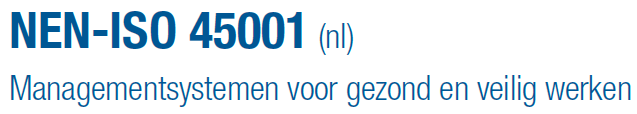 NEN-ISO 45001 (nl)
Managementsystemen voor gezond en veilig werken